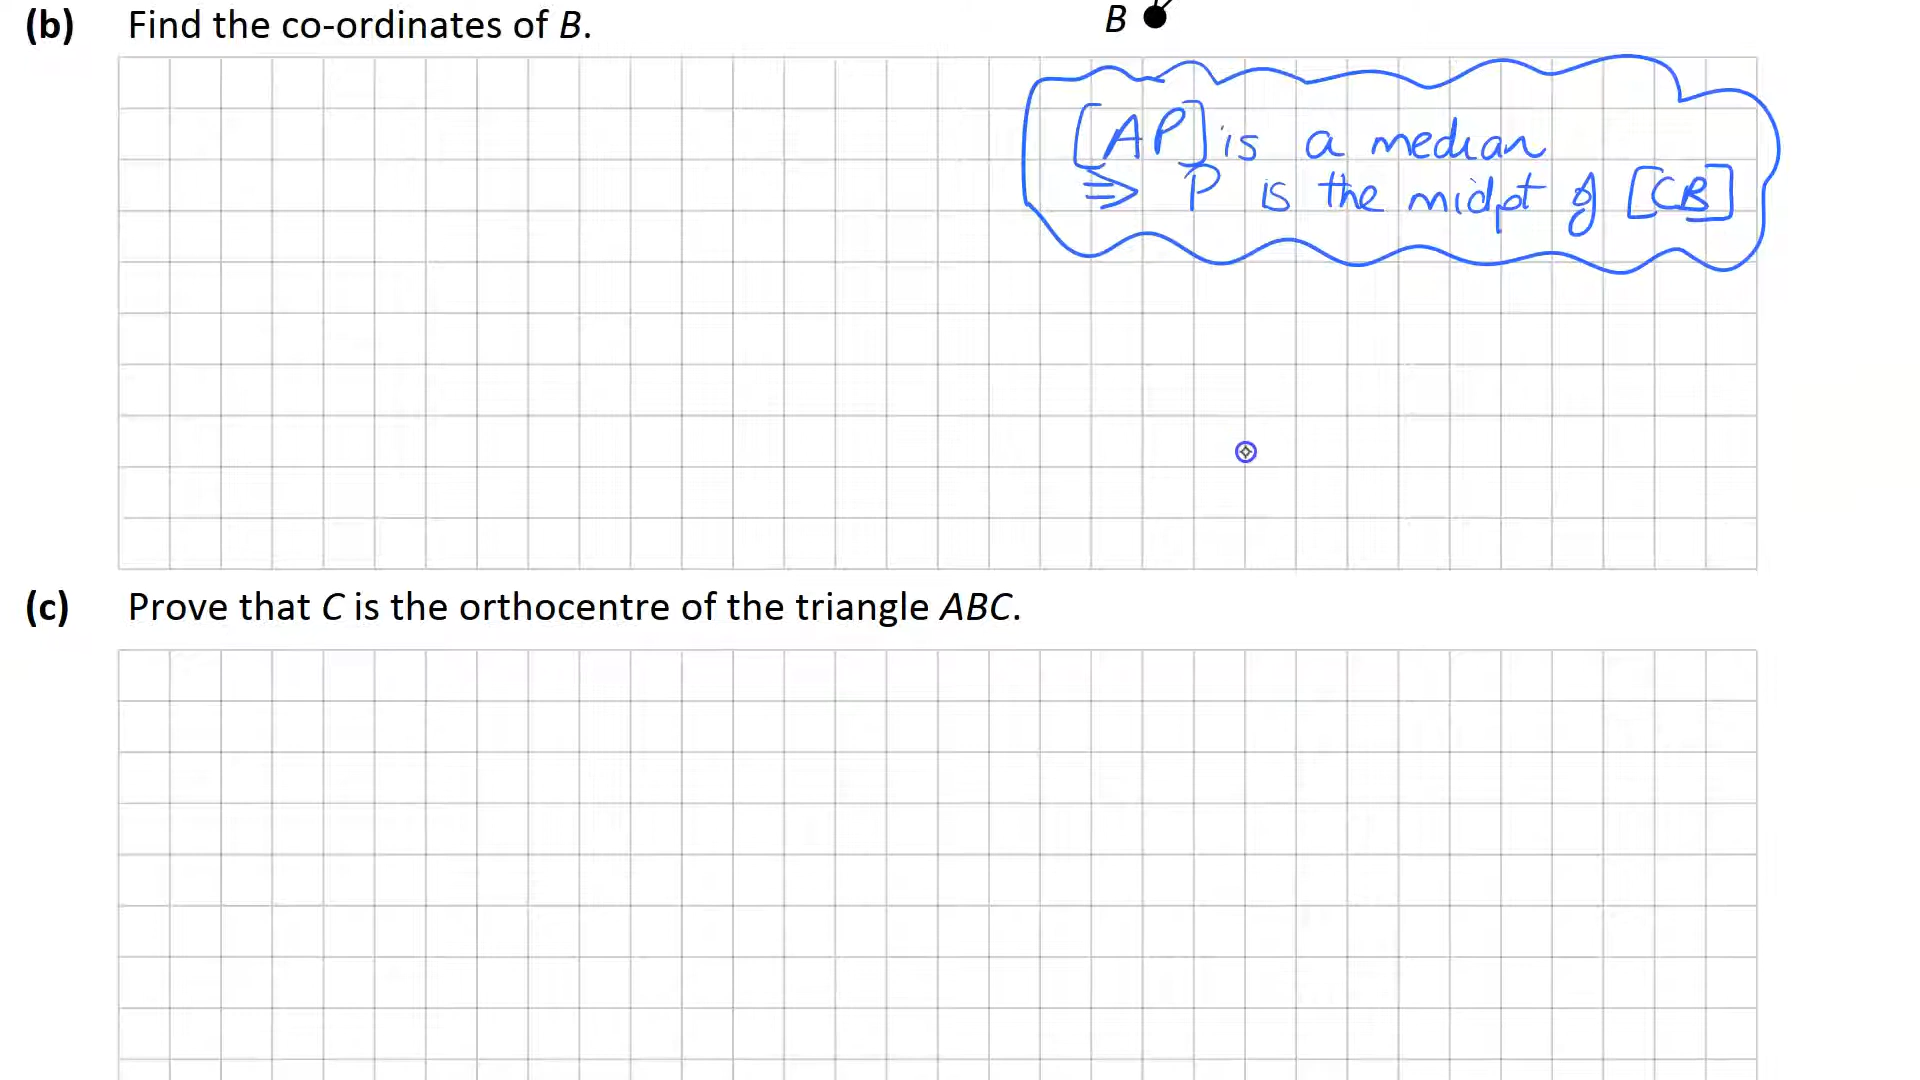 (b) Find the co-ordinates of B.
B
[AP] is a median
⇒ P is the midpt of [CB]
(c) Prove that C is the orthocentre of the triangle ABC.